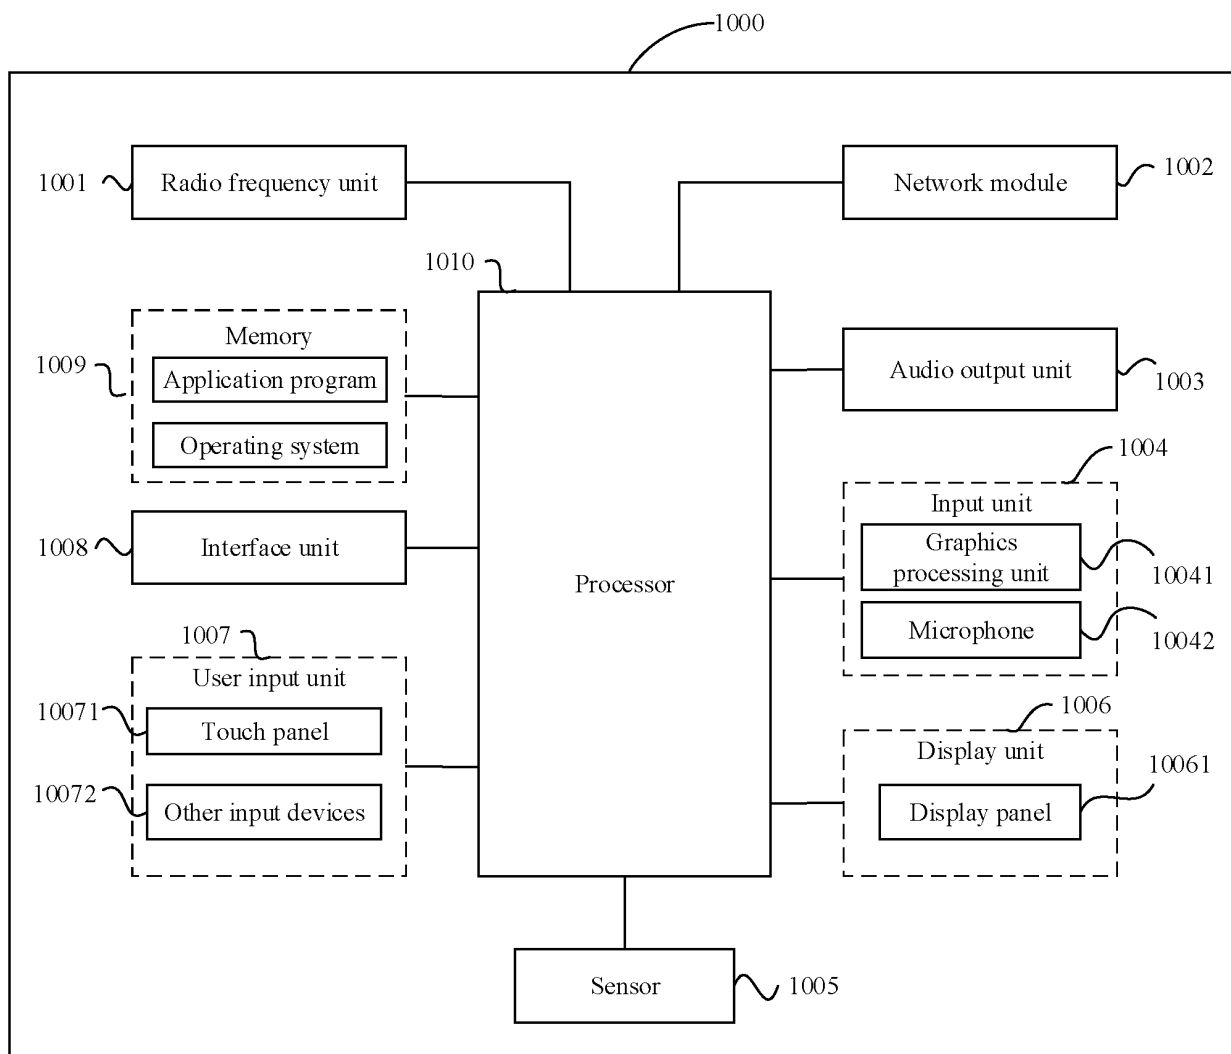 1000
1001
Radio frequency unit
Network module
1002
1010
Memory
1009
Application program
Operating system
Audio output unit
1003
1004
Input unit
Graphics
processing unit
10041
Microphone
10042
1008
Interface unit
Processor
1007
User input unit
10071
Touch panel
10072
Other input devices
1006
Display unit
10061
Display panel
Sensor
1005